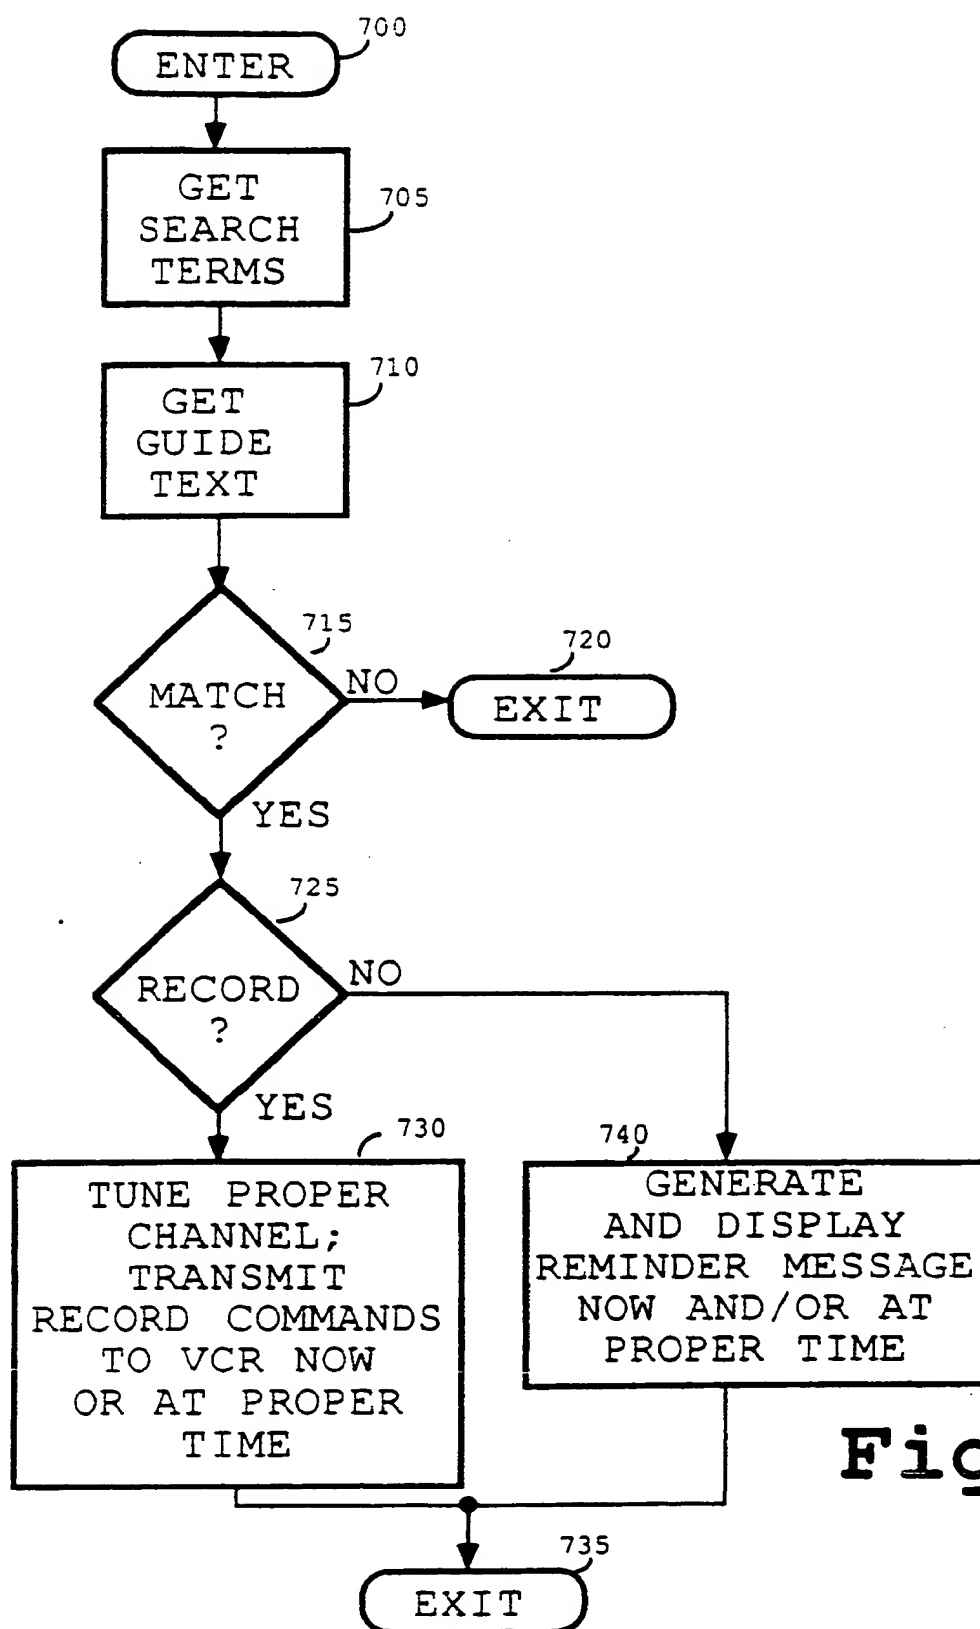 700
ENTER
GET
SEARCH
TERMS
705
710
GET
GUIDE
TEXT
715
MATCH
?
NO
720
EXIT
YES
725
RECORD
?
NO
YES
730
TUNE PROPER
CHANNEL;
TRANSMIT
RECORD COMMANDS
TO VCR NOW
OR AT PROPER
TIME
740
GENERATE
AND DISPLAY
REMINDER MESSAGE
NOW AND/OR AT
PROPER TIME
735
EXIT